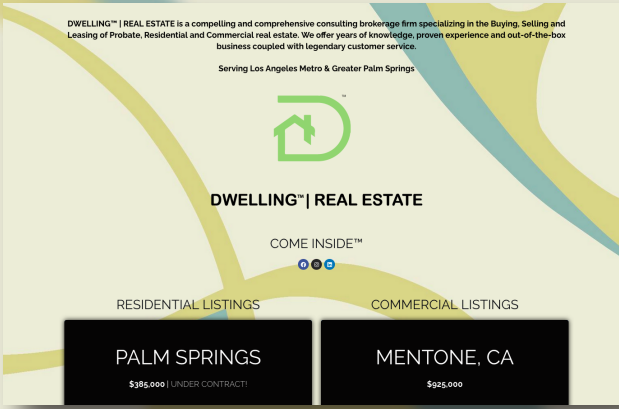 DWELLING™ | REAL ESTATE is a compelling and comprehensive consulting brokerage firm specializing in the Buying, Selling and
Leasing of Probate, Residential and Commercial real estate. We offer years of knowledge, proven experience and out-of-the-box
business coupled with legendary customer service.
Serving Los Angeles Metro & Greater Palm Springs
™
DWELLING™ | REAL ESTATE
COME INSIDE™
RESIDENTIAL LISTINGS
COMMERCIAL LISTINGS
PALM SPRINGS
$385,000 | UNDER CONTRACT!
MENTONE, CA
$925,000